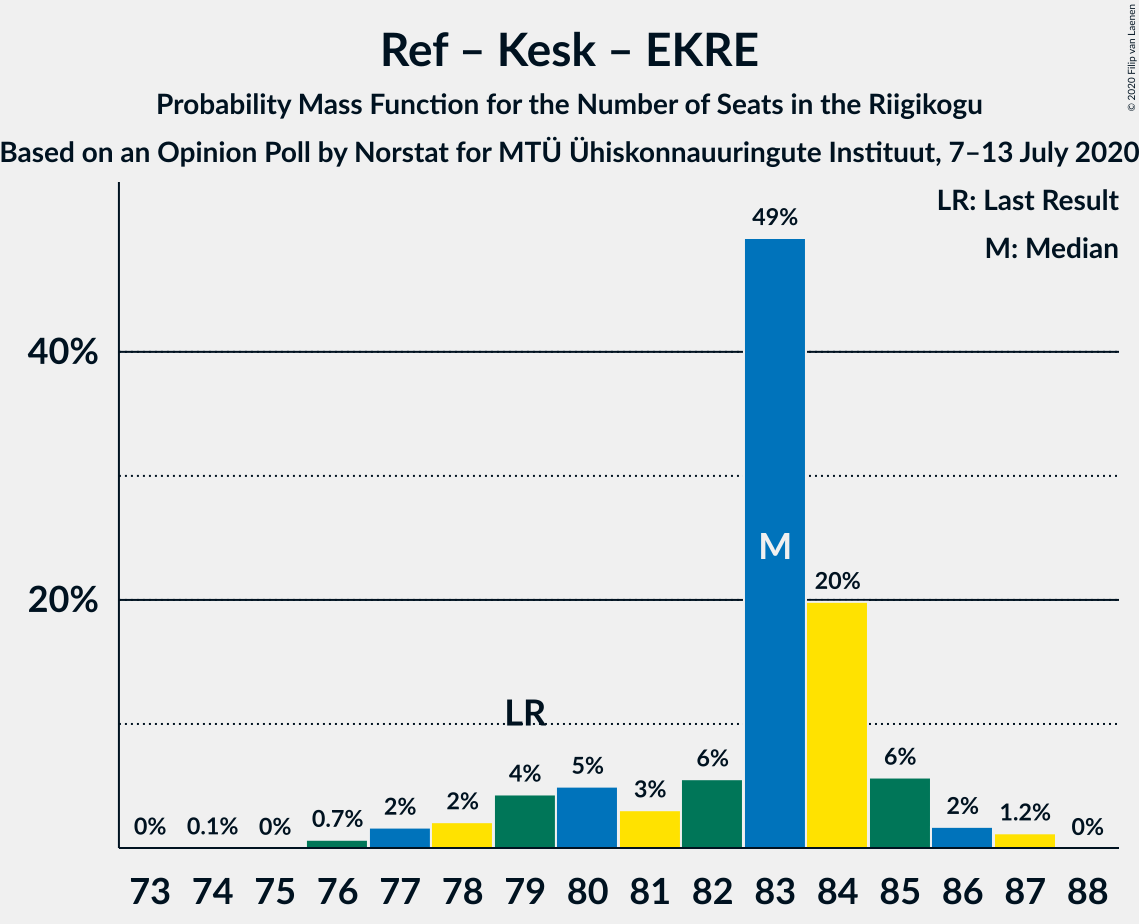 Ref – Kesk – EKRE
Probability Mass Function for the Number of Seats in the Riigikogu
Based on an Opinion Poll by Norstat for MTÜ Ühiskonnauuringute Instituut, 7–13 July 2020
© 2020 Filip van Laenen
LR: Last Result
M: Median
49%
40%
M
20%
20%
LR
0% 0.1% 0% 0.7% 2% 2% 4% 5% 3% 6% 6% 2% 1.2% 0%
73 74 75 76 77 78 79 80 81 82 83 84 85 86 87 88